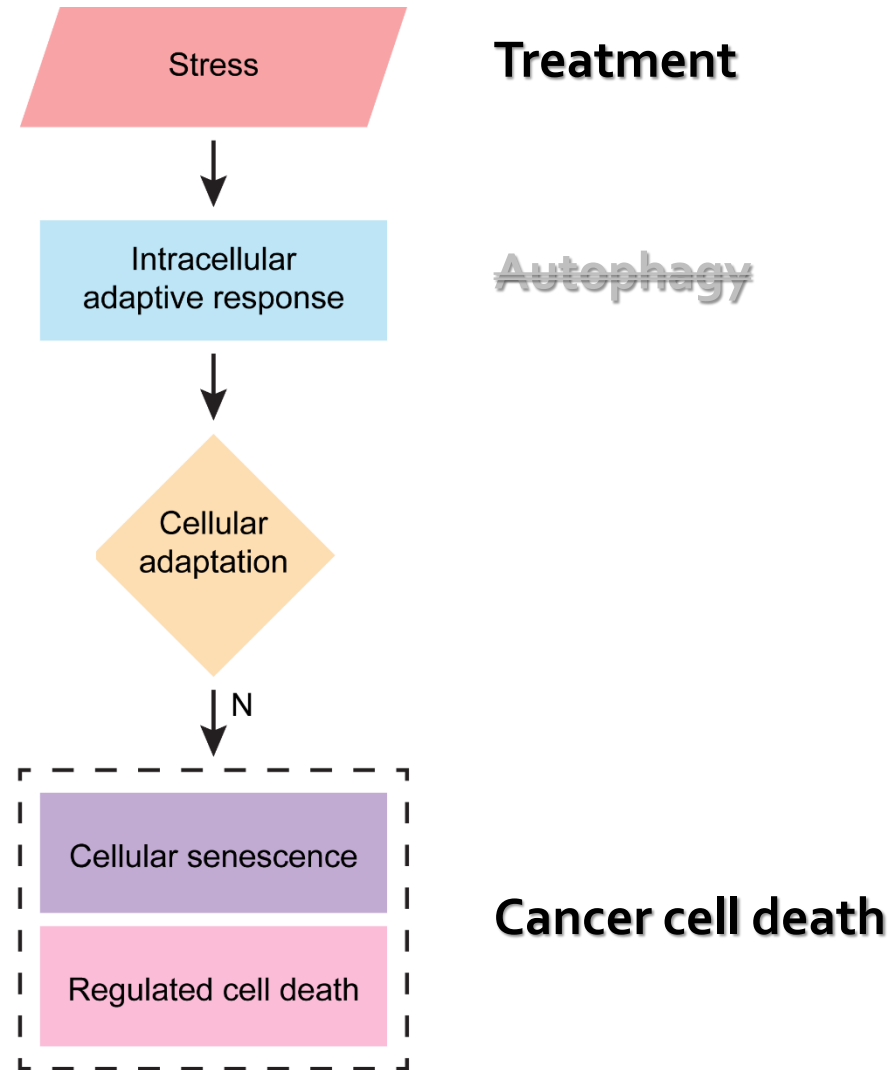 Stress
Treatment
Intracellular
adaptive response
Autophagy
Cellular
adaptation
N
Cellular senescence
Cancer cell death
Regulated cell death